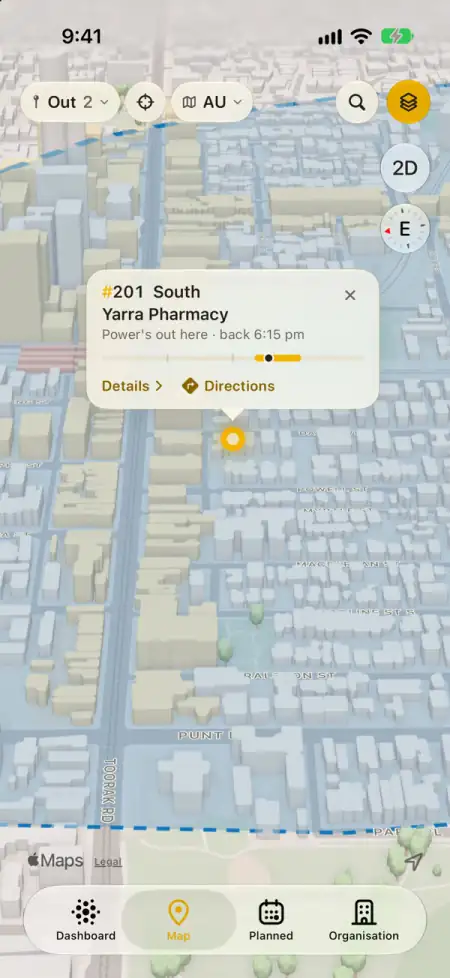 9:41
Out 2
AU
2D
E
#201 South
Yarra Pharmacy
Power's out here · back 6:15 pm
Details
Directions
TOORAK RD
Maps
Legal
Dashboard
Map
Planned
Organisation